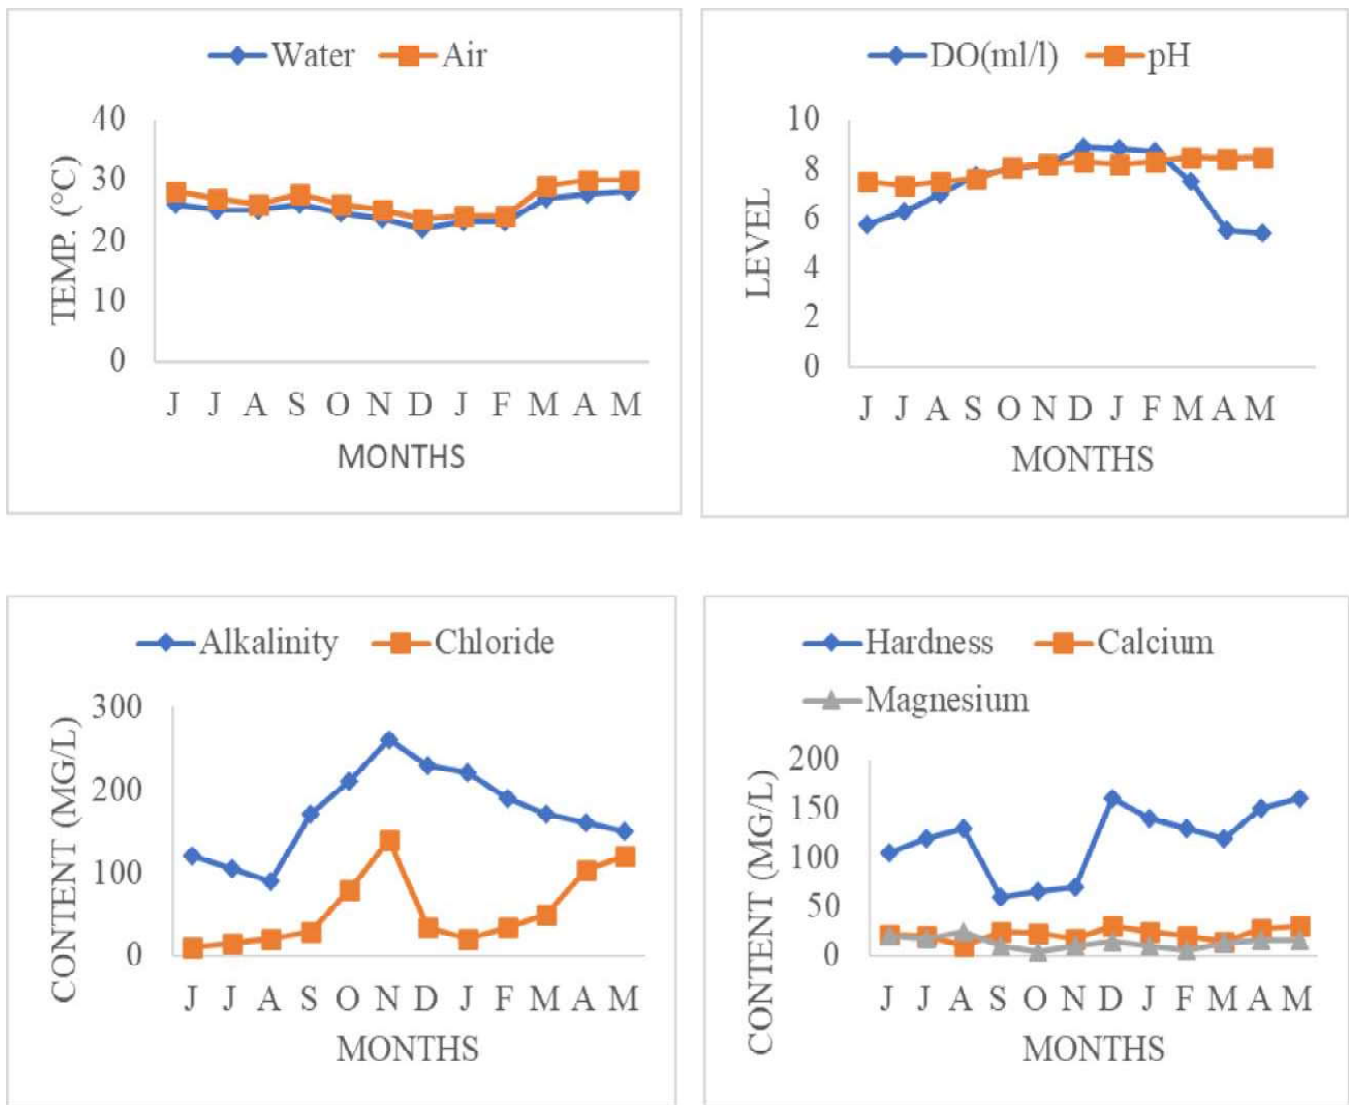 Water Air
40
30
20
10
0
TEMP. (°C)
J J A S O N D J F M A M
MONTHS
DO(ml/l) pH
10
8
6
4
2
0
LEVEL
J J A S O N D J F M A M
MONTHS
Alkalinity Chloride
300
200
100
0
CONTENT (MG/L)
J J A S O N D J F M A M
MONTHS
Hardness Calcium
Magnesium
200
150
100
50
0
CONTENT (MG/L)
J J A S O N D J F M A M
MONTHS